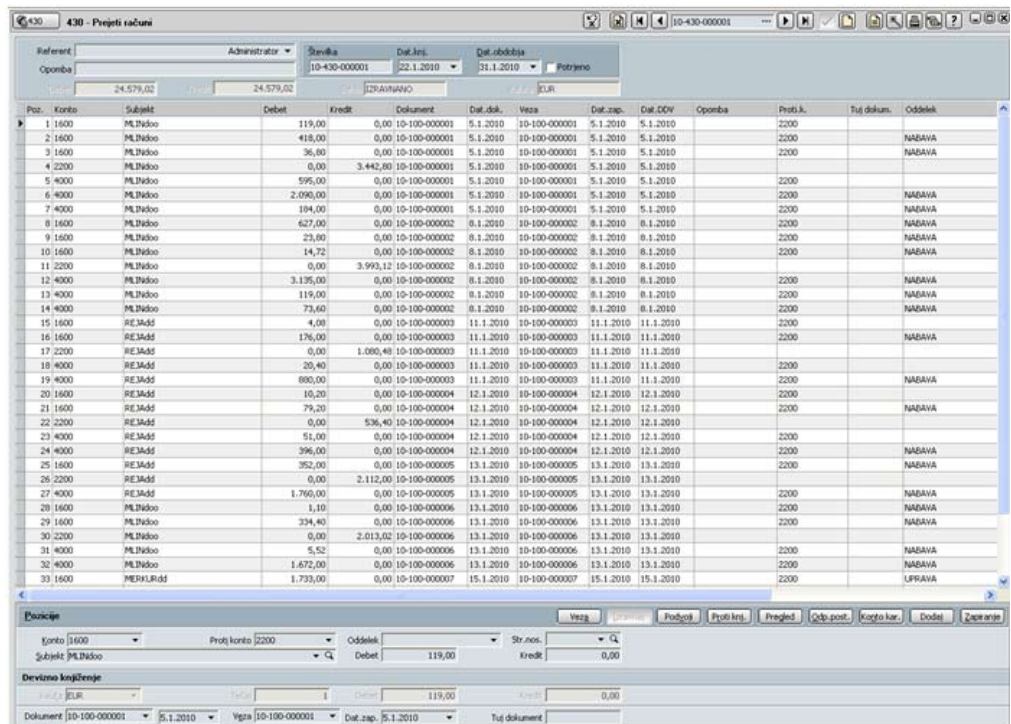 430 430 - Prejeti računi 10-430-000001
Referent Administrator Številka Dat.knj. Dat.obdobja
Opomba 10-430-000001 22.1.2010 31.1.2010 Potrjeno
24.579,02 24.579,02 IZRAVNANO EUR
Poz. Konto Subjekt Debet Kredit Dokument Dat.dok. Veza Dat.zap. Dat.DDV Opomba Proti.k. Tuj dokum. Oddelek
1 1600 MLINdoo 119,00 0,00 10-100-000001 5.1.2010 10-100-000001 5.1.2010 5.1.2010 2200
2 1600 MLINdoo 418,00 0,00 10-100-000001 5.1.2010 10-100-000001 5.1.2010 5.1.2010 2200 NABAVA
3 1600 MLINdoo 36,80 0,00 10-100-000001 5.1.2010 10-100-000001 5.1.2010 5.1.2010 2200 NABAVA
4 2200 MLINdoo 0,00 3.442,80 10-100-000001 5.1.2010 10-100-000001 5.1.2010 5.1.2010
5 4000 MLINdoo 595,00 0,00 10-100-000001 5.1.2010 10-100-000001 5.1.2010 5.1.2010 2200
6 4000 MLINdoo 2.090,00 0,00 10-100-000001 5.1.2010 10-100-000001 5.1.2010 5.1.2010 2200 NABAVA
7 4000 MLINdoo 184,00 0,00 10-100-000001 5.1.2010 10-100-000001 5.1.2010 5.1.2010 2200 NABAVA
8 1600 MLINdoo 627,00 0,00 10-100-000002 8.1.2010 10-100-000002 8.1.2010 8.1.2010 2200 NABAVA
9 1600 MLINdoo 23,80 0,00 10-100-000002 8.1.2010 10-100-000002 8.1.2010 8.1.2010 2200 NABAVA
10 1600 MLINdoo 14,72 0,00 10-100-000002 8.1.2010 10-100-000002 8.1.2010 8.1.2010 2200 NABAVA
11 2200 MLINdoo 0,00 3.993,12 10-100-000002 8.1.2010 10-100-000002 8.1.2010 8.1.2010
12 4000 MLINdoo 3.135,00 0,00 10-100-000002 8.1.2010 10-100-000002 8.1.2010 8.1.2010 2200 NABAVA
13 4000 MLINdoo 119,00 0,00 10-100-000002 8.1.2010 10-100-000002 8.1.2010 8.1.2010 2200 NABAVA
14 4000 MLINdoo 73,60 0,00 10-100-000002 8.1.2010 10-100-000002 8.1.2010 8.1.2010 2200 NABAVA
15 1600 REJAdd 4,08 0,00 10-100-000003 11.1.2010 10-100-000003 11.1.2010 11.1.2010 2200
16 1600 REJAdd 176,00 0,00 10-100-000003 11.1.2010 10-100-000003 11.1.2010 11.1.2010 2200 NABAVA
17 2200 REJAdd 0,00 1.080,48 10-100-000003 11.1.2010 10-100-000003 11.1.2010 11.1.2010
18 4000 REJAdd 20,40 0,00 10-100-000003 11.1.2010 10-100-000003 11.1.2010 11.1.2010 2200
19 4000 REJAdd 880,00 0,00 10-100-000003 11.1.2010 10-100-000003 11.1.2010 11.1.2010 2200 NABAVA
20 1600 REJAdd 10,20 0,00 10-100-000004 12.1.2010 10-100-000004 12.1.2010 12.1.2010 2200
21 1600 REJAdd 79,20 0,00 10-100-000004 12.1.2010 10-100-000004 12.1.2010 12.1.2010 2200 NABAVA
22 2200 REJAdd 0,00 536,40 10-100-000004 12.1.2010 10-100-000004 12.1.2010 12.1.2010
23 4000 REJAdd 51,00 0,00 10-100-000004 12.1.2010 10-100-000004 12.1.2010 12.1.2010 2200
24 4000 REJAdd 396,00 0,00 10-100-000004 12.1.2010 10-100-000004 12.1.2010 12.1.2010 2200 NABAVA
25 1600 REJAdd 352,00 0,00 10-100-000005 13.1.2010 10-100-000005 13.1.2010 13.1.2010 2200 NABAVA
26 2200 REJAdd 0,00 2.112,00 10-100-000005 13.1.2010 10-100-000005 13.1.2010 13.1.2010
27 4000 REJAdd 1.760,00 0,00 10-100-000005 13.1.2010 10-100-000005 13.1.2010 13.1.2010 2200 NABAVA
28 1600 MLINdoo 1,10 0,00 10-100-000006 13.1.2010 10-100-000006 13.1.2010 13.1.2010 2200 NABAVA
29 1600 MLINdoo 334,40 0,00 10-100-000006 13.1.2010 10-100-000006 13.1.2010 13.1.2010 2200 NABAVA
30 2200 MLINdoo 0,00 2.013,02 10-100-000006 13.1.2010 10-100-000006 13.1.2010 13.1.2010
31 4000 MLINdoo 5,52 0,00 10-100-000006 13.1.2010 10-100-000006 13.1.2010 13.1.2010 2200 NABAVA
32 4000 MLINdoo 1.672,00 0,00 10-100-000006 13.1.2010 10-100-000006 13.1.2010 13.1.2010 2200 NABAVA
33 1600 MERKURdd 1.733,00 0,00 10-100-000007 15.1.2010 10-100-000007 15.1.2010 15.1.2010 2200 UPRAVA
Pozicije Veza Podvoji Proti knj. Pregled Odp.post. Konto kar. Dodaj Zapiranje
Konto 1600 Proti konto 2200 Oddelek Str.nos.
Subjekt MLINdoo Debet 119,00 Kredit 0,00
Devizno knjiženje
Valuta EUR Tečaj 1 Debet 119,00 Kredit 0,00
Dokument 10-100-000001 5.1.2010 Veza 10-100-000001 Dat.zap. 5.1.2010 Tuj dokument